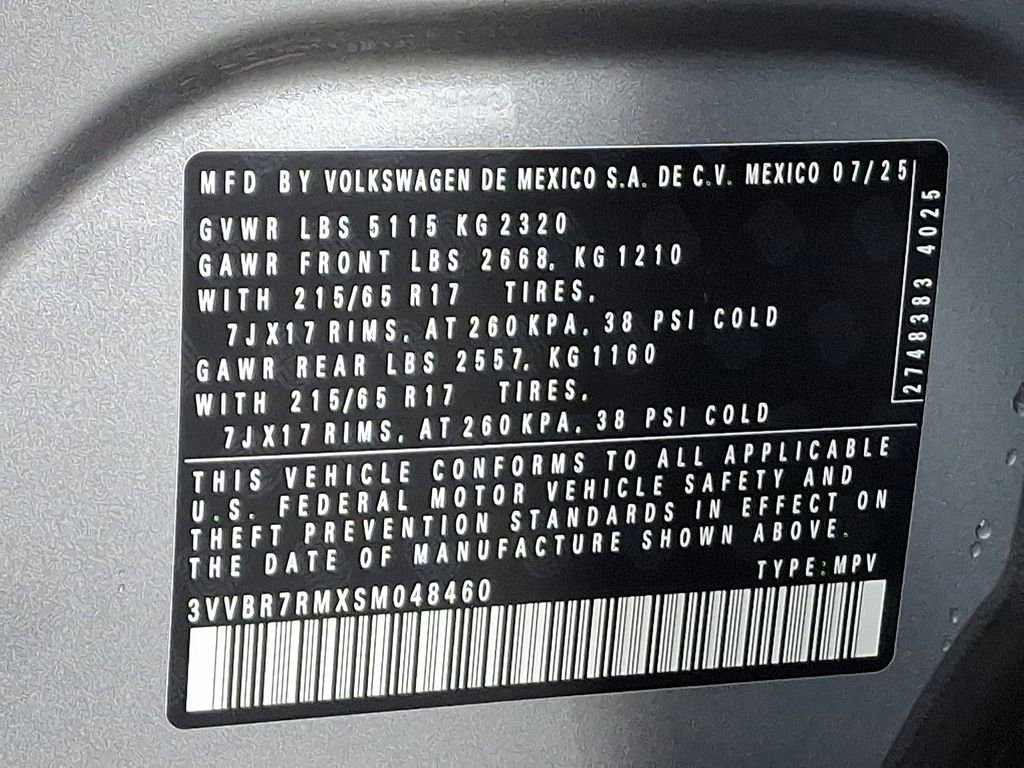 MFD BY VOLKSWAGEN DE MEXICO S.A. DE C.V. MEXICO 07/25
GVWR LBS 5115 KG 2320
GAWR FRONT LBS 2668, KG 1210
WITH 215/65 R17 TIRES,
7JX17 RIMS, AT 260 KPA, 38 PSI COLD
GAWR REAR LBS 2557, KG 1160
WITH 215/65 R17 TIRES,
7JX17 RIMS, AT 260 KPA, 38 PSI COLD
2748383 4025
THIS VEHICLE CONFORMS TO ALL APPLICABLE
U.S. FEDERAL MOTOR VEHICLE SAFETY AND
THEFT PREVENTION STANDARDS IN EFFECT ON
THE DATE OF MANUFACTURE SHOWN ABOVE.
TYPE: MPV
3VVBR7RMXSM048460